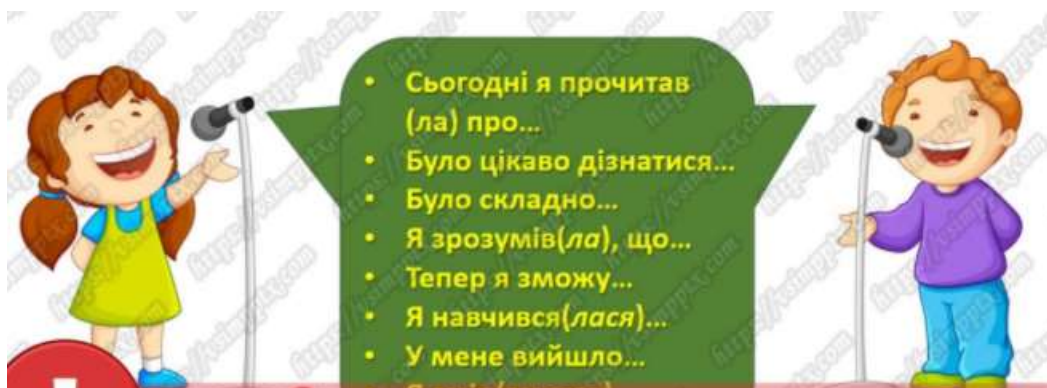 • Сьогодні я прочитав
(ла) про...
• Було цікаво дізнатися...
• Було складно...
• Я зрозумів(ла), що...
• Тепер я зможу...
• Я навчився(лася)...
• У мене вийшло...